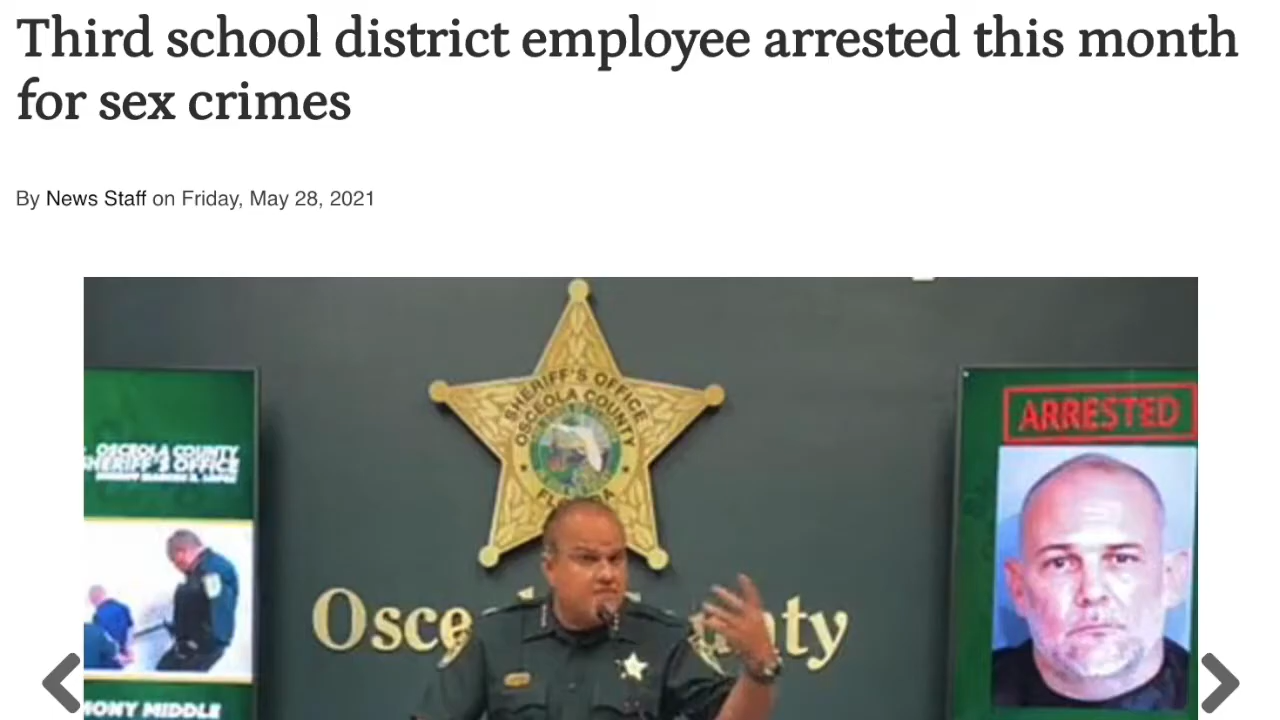 Third school district employee arrested this month
for sex crimes
By News Staff on Friday, May 28, 2021
SHERIFF'S OFFICE
OSCEOLA COUNTY
ARRESTED
OSCEOLA COUNTY
SHERIFF'S OFFICE
Osce nty
MONY MIDDLE